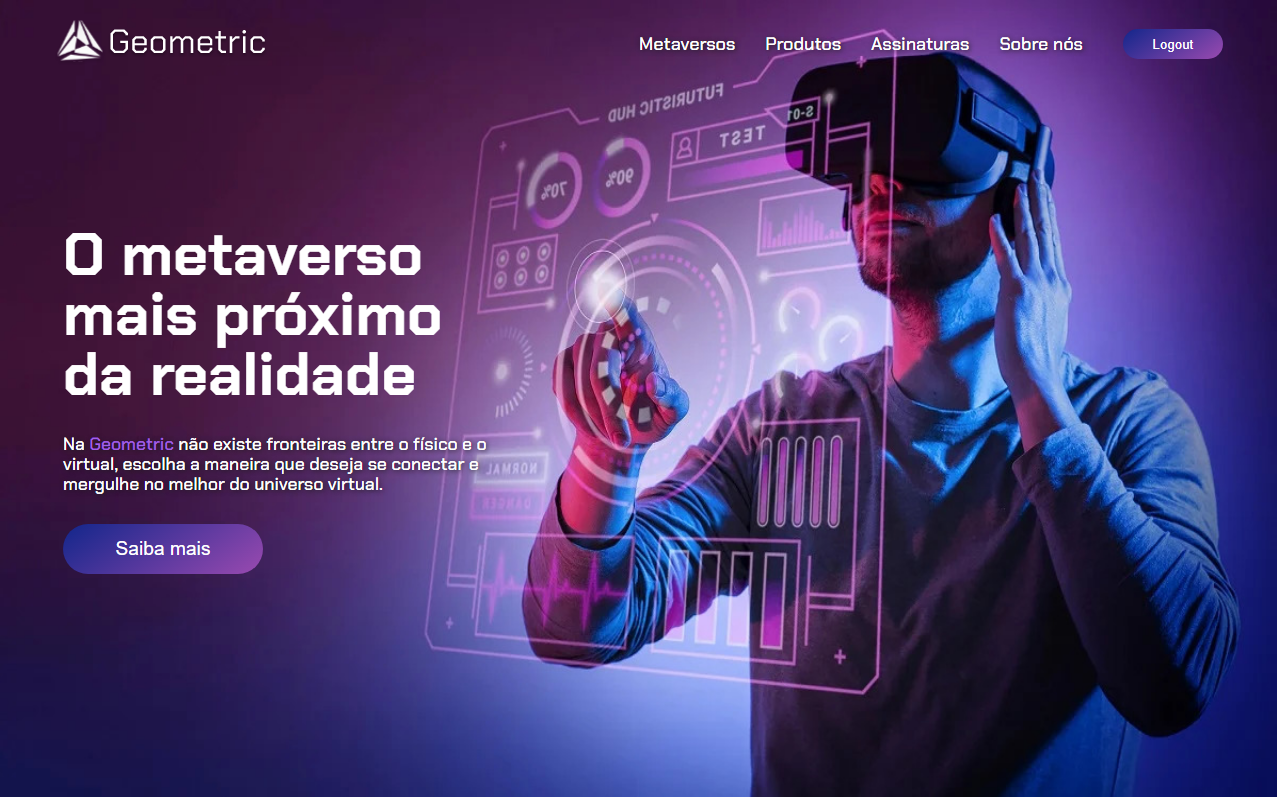 Geometric
Metaversos
Produtos
Assinaturas
Sobre nós
Logout
FUTURISTIC HUD
S-01
TEST
70%
90%
O metaverso
mais próximo
da realidade
Na Geometric não existe fronteiras entre o físico e o
virtual, escolha a maneira que deseja se conectar e
mergulhe no melhor do universo virtual.
NORMAL
DANGER
Saiba mais